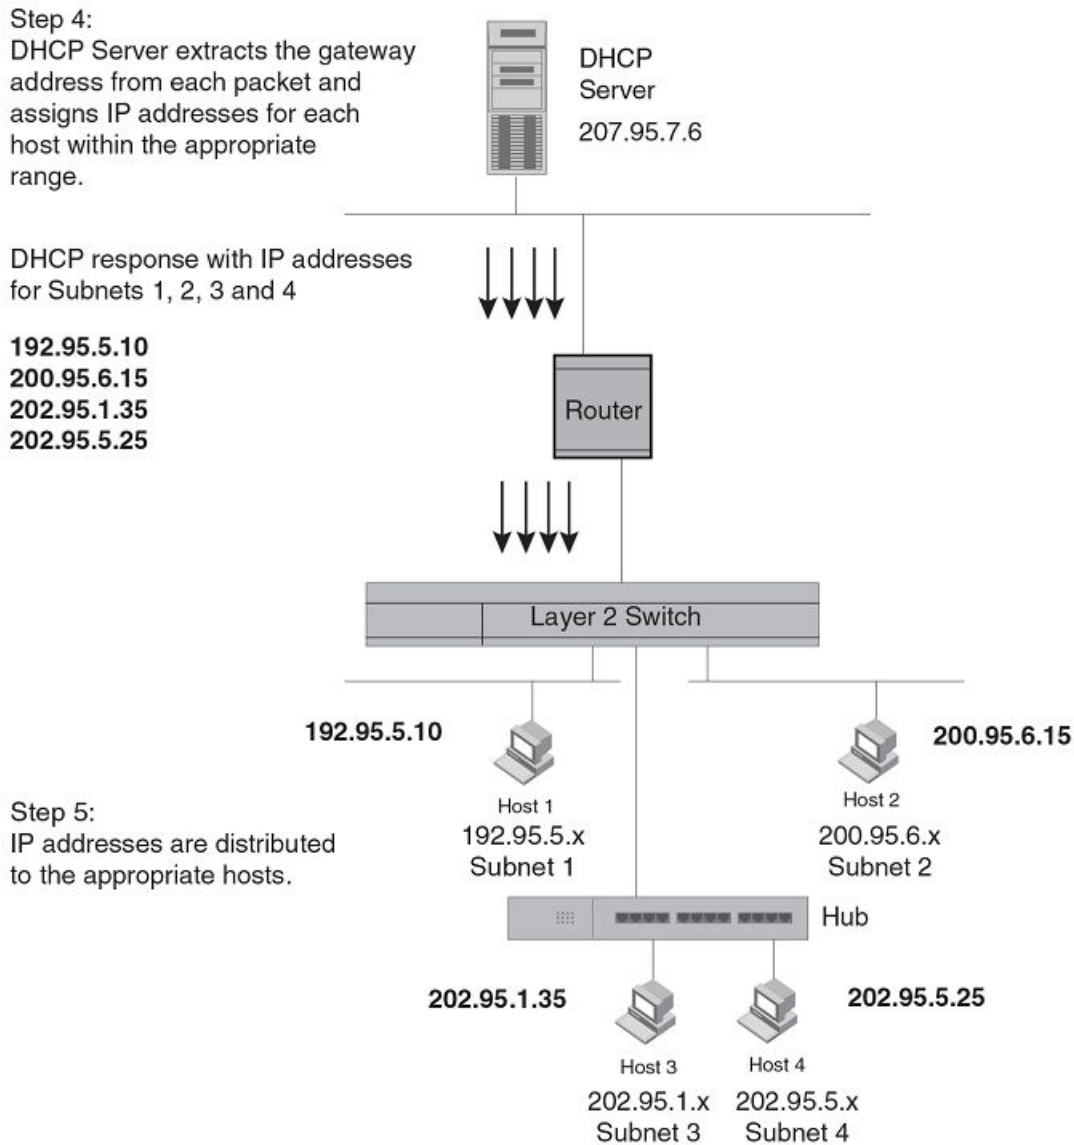 Step 4:
DHCP Server extracts the gateway
address from each packet and
assigns IP addresses for each
host within the appropriate
range.
DHCP
Server
207.95.7.6
DHCP response with IP addresses
for Subnets 1, 2, 3 and 4
192.95.5.10
200.95.6.15
202.95.1.35
202.95.5.25
Router
Layer 2 Switch
192.95.5.10
200.95.6.15
Host 1
192.95.5.x
Subnet 1
Host 2
200.95.6.x
Subnet 2
Step 5:
IP addresses are distributed
to the appropriate hosts.
Hub
202.95.1.35
202.95.5.25
Host 3
202.95.1.x
Subnet 3
Host 4
202.95.5.x
Subnet 4